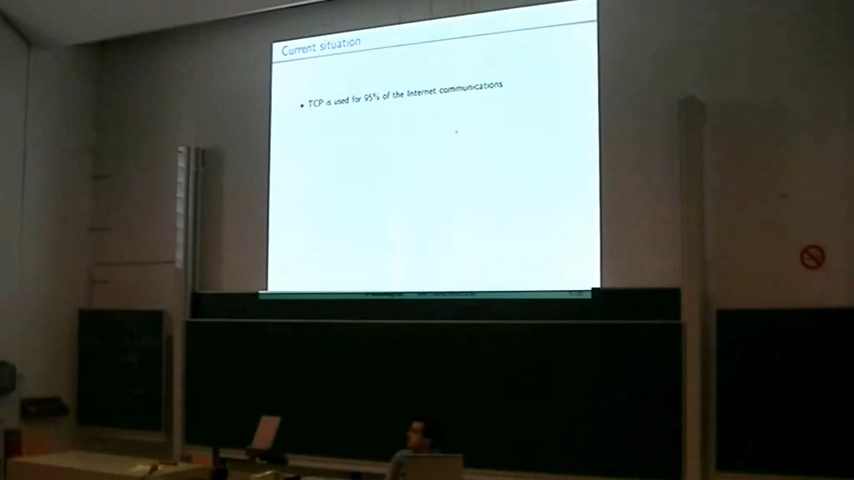 Current situation
TCP is used for 95% of the Internet communications